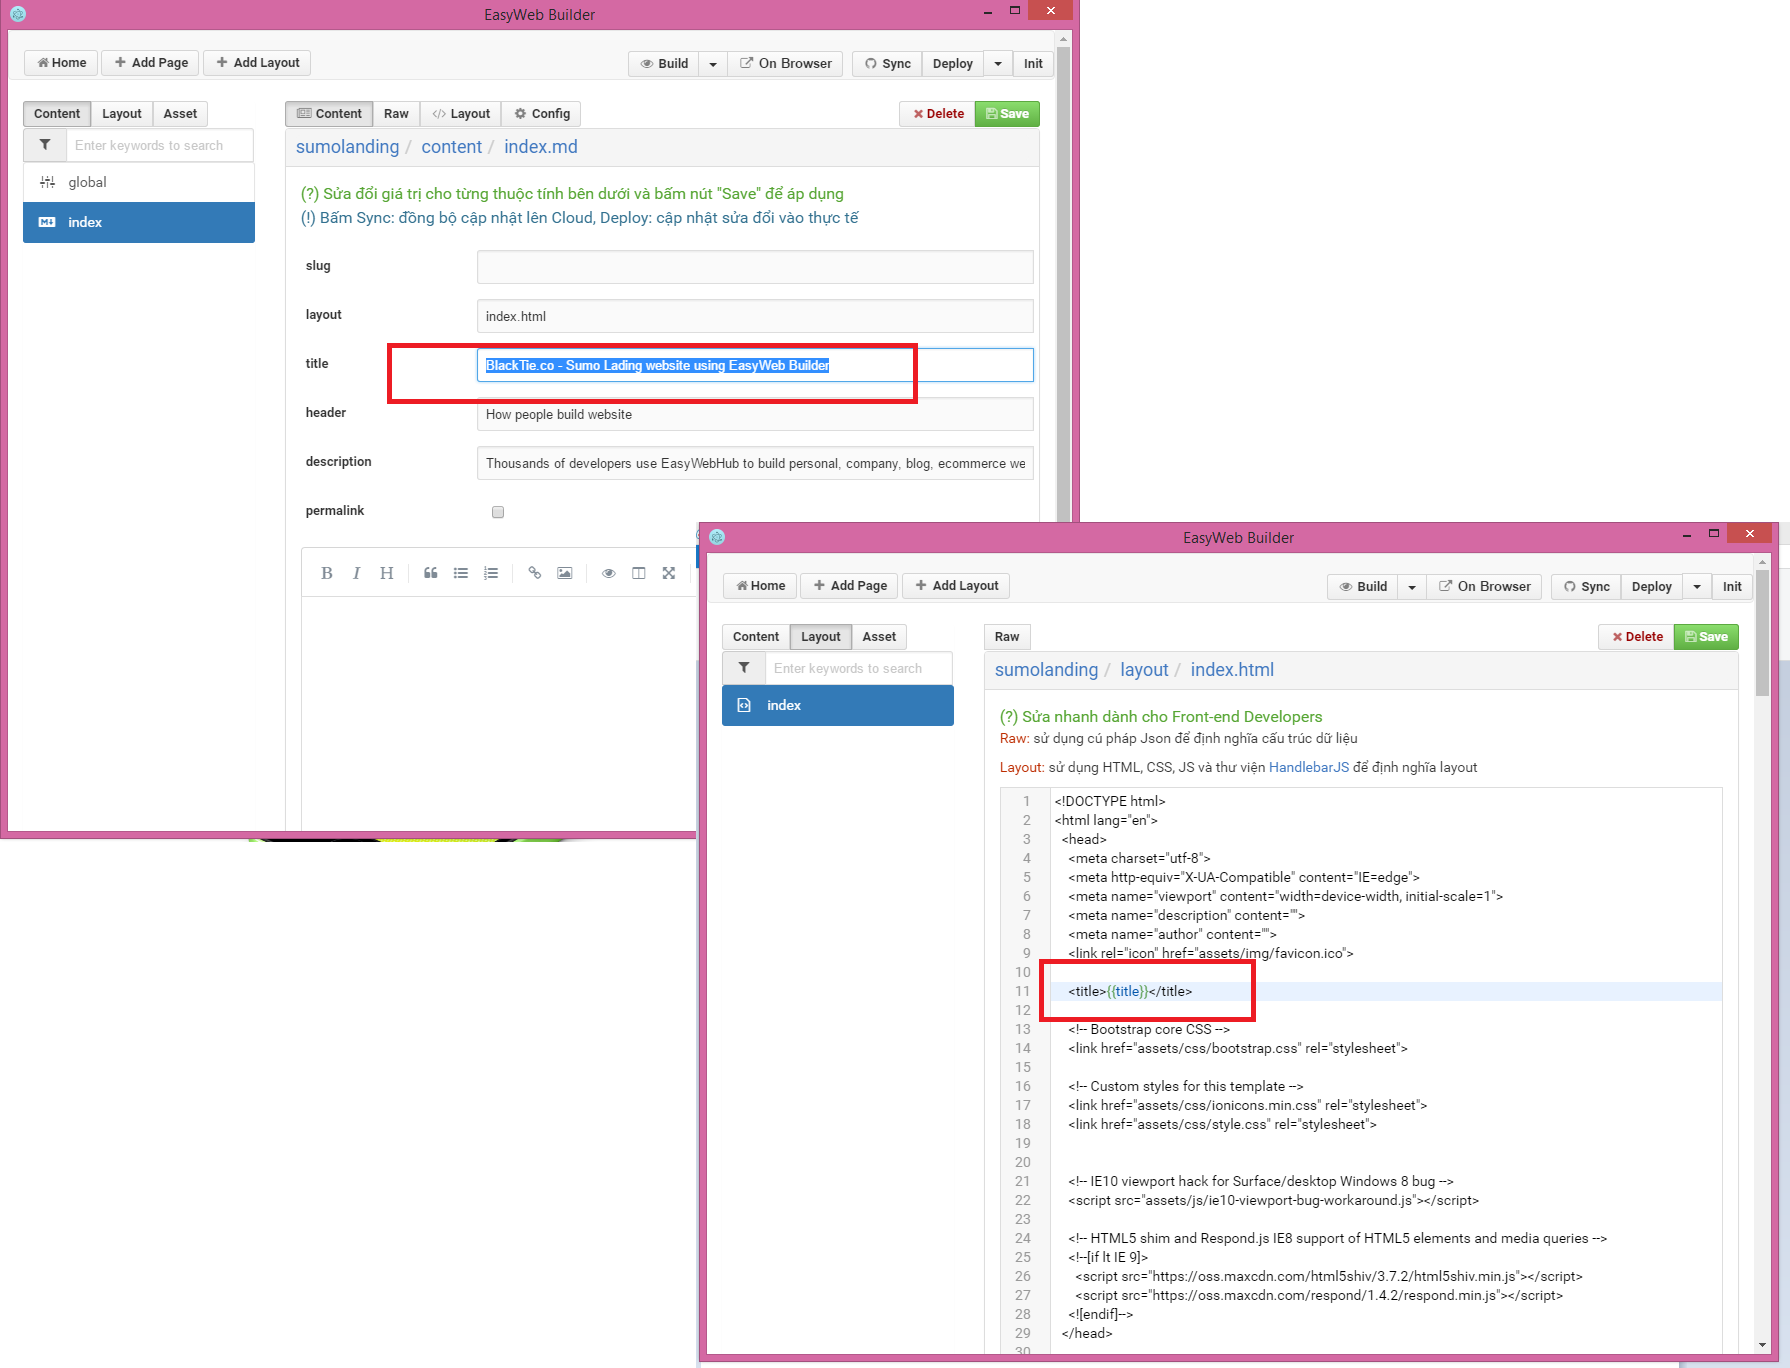 EasyWeb Builder
Home Add Page Add Layout Build On Browser Sync Deploy Init
Content Layout Asset
Content Raw Layout Config Delete Save
Enter keywords to search
global
index
sumolanding / content / index.md
(?) Sửa đổi giá trị cho từng thuộc tính bên dưới và bấm nút "Save" để áp dụng
(!) Bấm Sync: đồng bộ cập nhật lên Cloud, Deploy: cập nhật sửa đổi vào thực tế
slug
layout index.html
title BlackTie.co - Sumo Lading website using EasyWeb Builder
header How people build website
description Thousands of developers use EasyWebHub to build personal, company, blog, ecommerce we
permalink
B I H
EasyWeb Builder
Home Add Page Add Layout Build On Browser Sync Deploy Init
Content Layout Asset
Raw Delete Save
Enter keywords to search
index
sumolanding / layout / index.html
(?) Sửa nhanh dành cho Front-end Developers
Raw: sử dụng cú pháp Json để định nghĩa cấu trúc dữ liệu
Layout: sử dụng HTML, CSS, JS và thư viện HandlebarJS để định nghĩa layout
1 <!DOCTYPE html>
2 <html lang="en">
3 <head>
4 <meta charset="utf-8">
5 <meta http-equiv="X-UA-Compatible" content="IE=edge">
6 <meta name="viewport" content="width=device-width, initial-scale=1">
7 <meta name="description" content="">
8 <meta name="author" content="">
9 <link rel="icon" href="assets/img/favicon.ico">
10
11 <title>{{title}}</title>
12
13 <!-- Bootstrap core CSS -->
14 <link href="assets/css/bootstrap.css" rel="stylesheet">
15
16 <!-- Custom styles for this template -->
17 <link href="assets/css/ionicons.min.css" rel="stylesheet">
18 <link href="assets/css/style.css" rel="stylesheet">
19
20
21 <!-- IE10 viewport hack for Surface/desktop Windows 8 bug -->
22 <script src="assets/js/ie10-viewport-bug-workaround.js"></script>
23
24 <!-- HTML5 shim and Respond.js IE8 support of HTML5 elements and media queries -->
25 <!--[if lt IE 9]>
26 <script src="https://oss.maxcdn.com/html5shiv/3.7.2/html5shiv.min.js"></script>
27 <script src="https://oss.maxcdn.com/respond/1.4.2/respond.min.js"></script>
28 <![endif]-->
29 </head>
30